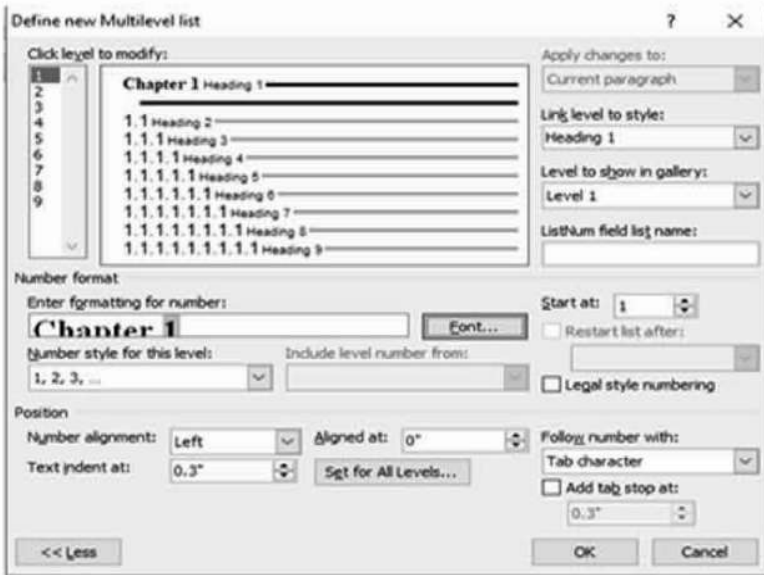 Define new Multilevel list ? ×
Click level to modify:
1
2
3
4
5
6
7
8
9
Chapter 1 Heading 1
1.1 Heading 2
1.1.1 Heading 3
1.1.1.1 Heading 4
1.1.1.1.1 Heading 5
1.1.1.1.1.1 Heading 6
1.1.1.1.1.1.1 Heading 7
1.1.1.1.1.1.1.1 Heading 8
1.1.1.1.1.1.1.1.1 Heading 9
Apply changes to:
Current paragraph
Link level to style:
Heading 1
Level to show in gallery:
Level 1
ListNum field list name:
Number format
Enter formatting for number:
Chapter 1
Font...
Number style for this level:
1, 2, 3, ...
Include level number from:
Start at: 1
Restart list after:
Legal style numbering
Position
Number alignment: Left
Aligned at: 0"
Text indent at: 0.3"
Set for All Levels...
Follow number with:
Tab character
Add tab stop at:
0.3"
<< Less
OK
Cancel